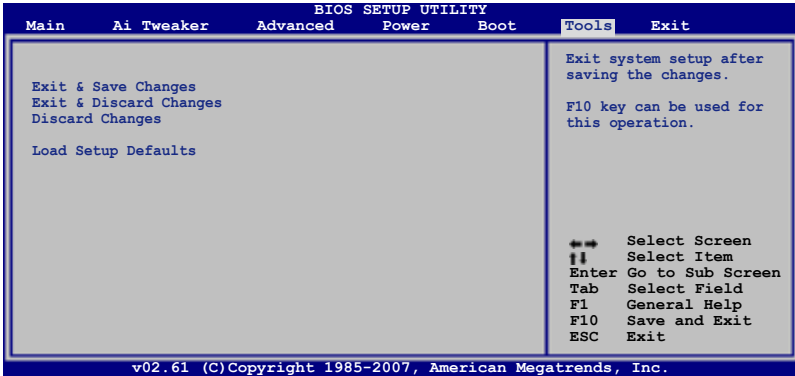 BIOS SETUP UTILITY
Main Ai Tweaker Advanced Power Boot Tools Exit
Exit & Save Changes
Exit & Discard Changes
Discard Changes
Load Setup Defaults
Exit system setup after
saving the changes.
F10 key can be used for
this operation.
←→ Select Screen
↑↓ Select Item
Enter Go to Sub Screen
Tab Select Field
F1 General Help
F10 Save and Exit
ESC Exit
v02.61 (C)Copyright 1985-2007, American Megatrends, Inc.